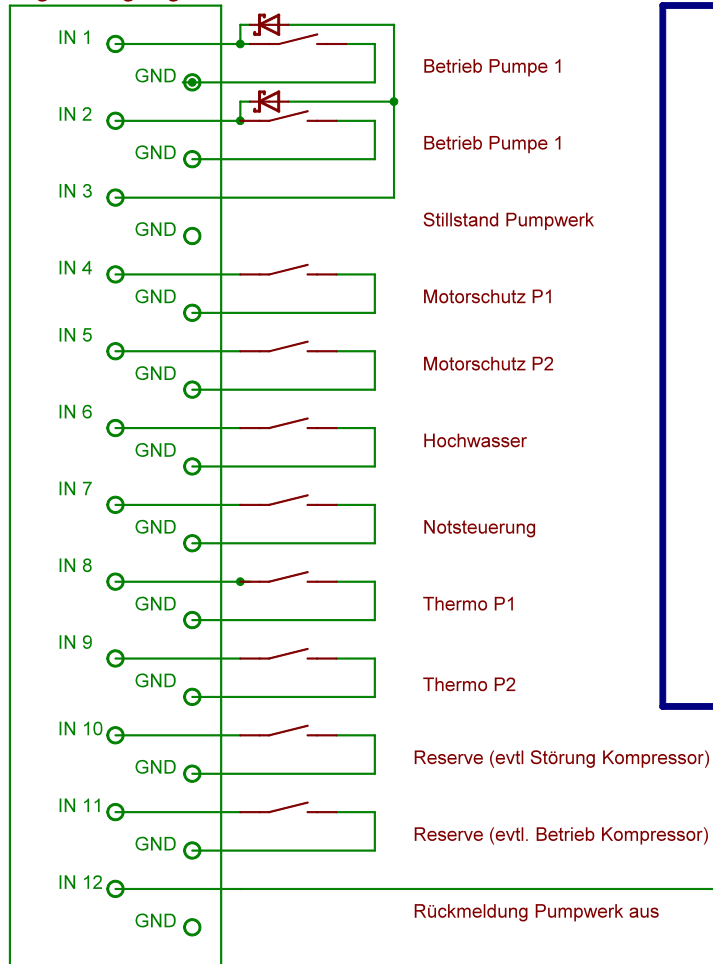 IN 1
GND
Betrieb Pumpe 1
IN 2
GND
Betrieb Pumpe 1
IN 3
GND
Stillstand Pumpwerk
IN 4
GND
Motorschutz P1
IN 5
GND
Motorschutz P2
IN 6
GND
Hochwasser
IN 7
GND
Notsteuerung
IN 8
GND
Thermo P1
IN 9
GND
Thermo P2
IN 10
GND
Reserve (evtl Störung Kompressor)
IN 11
GND
Reserve (evtl. Betrieb Kompressor)
IN 12
GND
Rückmeldung Pumpwerk aus